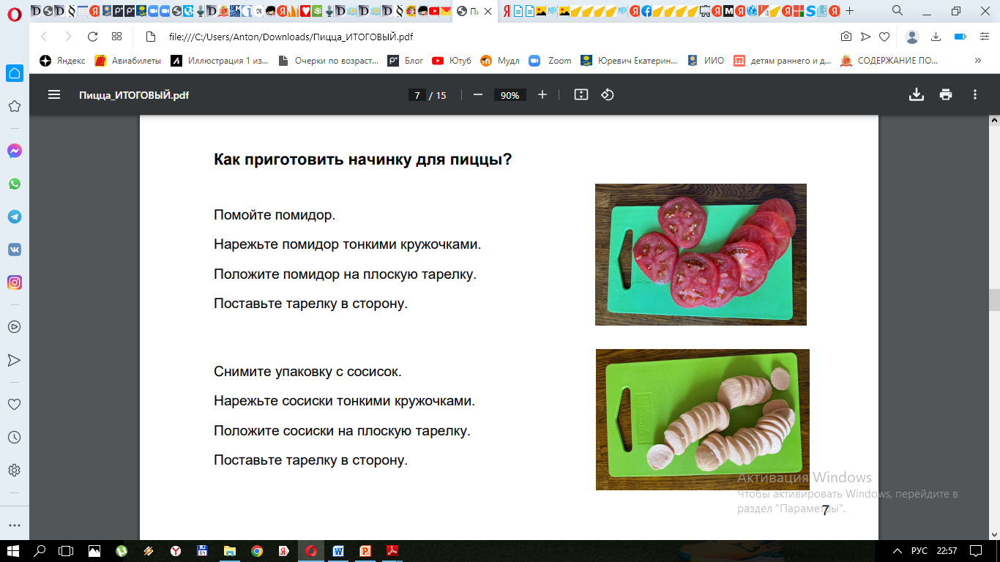 Пи
file:///C:/Users/Anton/Downloads/Пицца_ИТОГОВЫЙ.pdf
Яндекс Авиабилеты Иллюстрация 1 из... Очерки по возраст... Блог Ютуб Мудл Zoom Юревич Екатерин... ИИО детям раннего и д... СОДЕРЖАНИЕ ПО... »
Пицца_ИТОГОВЫЙ.pdf 7 / 15 90%
Как приготовить начинку для пиццы?
Помойте помидор.
Нарежьте помидор тонкими кружочками.
Положите помидор на плоскую тарелку.
Поставьте тарелку в сторону.
Снимите упаковку с сосисок.
Нарежьте сосиски тонкими кружочками.
Положите сосиски на плоскую тарелку.
Поставьте тарелку в сторону.
Активация Windows
Чтобы активировать Windows, перейдите в
раздел "Параметры".
7
РУС 22:57